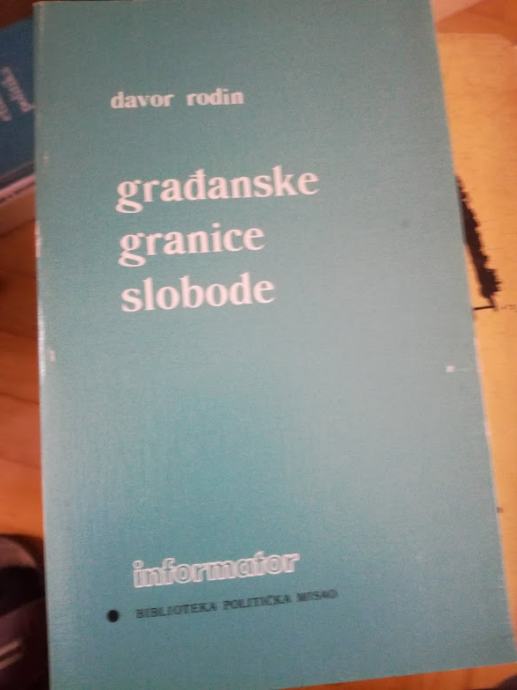 davor rodin
građanske
granice
slobode
informator
BIBLIOTEKA POLITIČKA MISAO